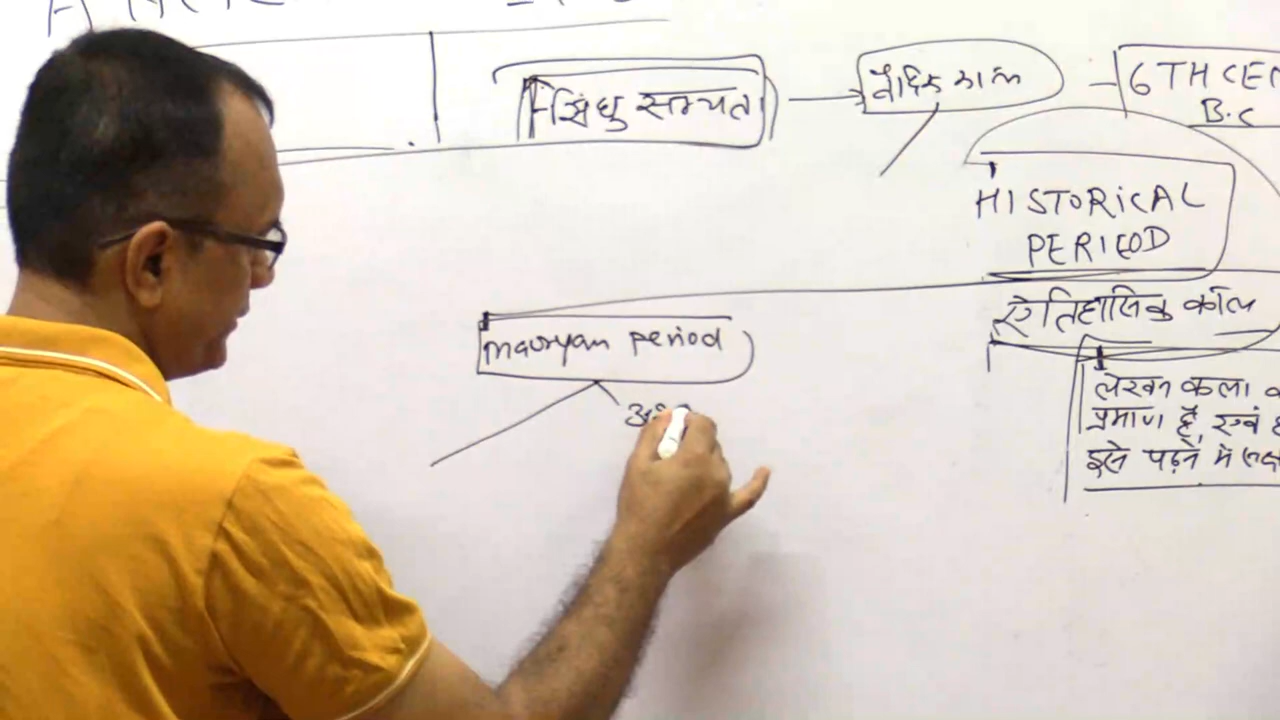 सिंधु सभ्यत
वैदिक काल
6TH CEN
B.C
HISTORICAL
PERIOD
ऐतिहासिक काल
mauryan period
लेखन कला क
प्रमाण है, एवं
इसे पढ़ने में